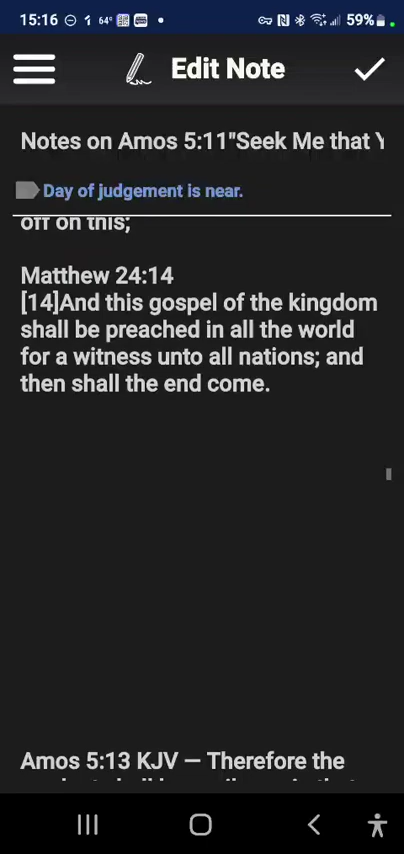 15:16 64° 59%
Edit Note
Notes on Amos 5:11"Seek Me that Y
Day of judgement is near.
off on this;
Matthew 24:14
[14]And this gospel of the kingdom
shall be preached in all the world
for a witness unto all nations; and
then shall the end come.
Amos 5:13 KJV — Therefore the